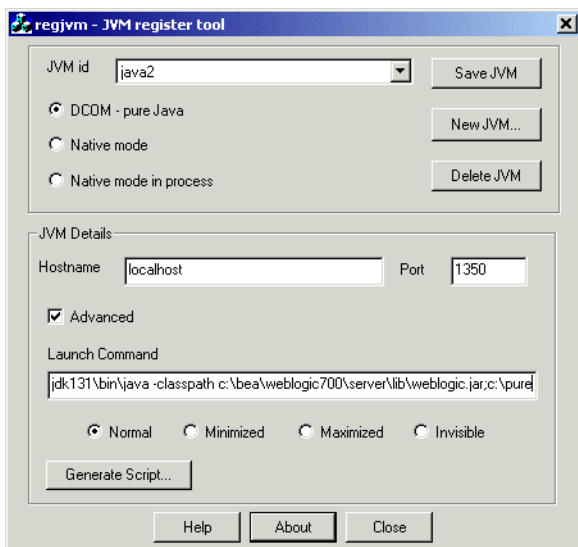 regjvm - JVM register tool
JVM id java2 Save JVM
DCOM - pure Java
New JVM...
Native mode
Native mode in process Delete JVM
JVM Details
Hostname localhost Port 1350
Advanced
Launch Command
jdk131\bin\java -classpath c:\bea\weblogic700\server\lib\weblogic.jar;c:\pure
Normal Minimized Maximized Invisible
Generate Script...
Help About Close